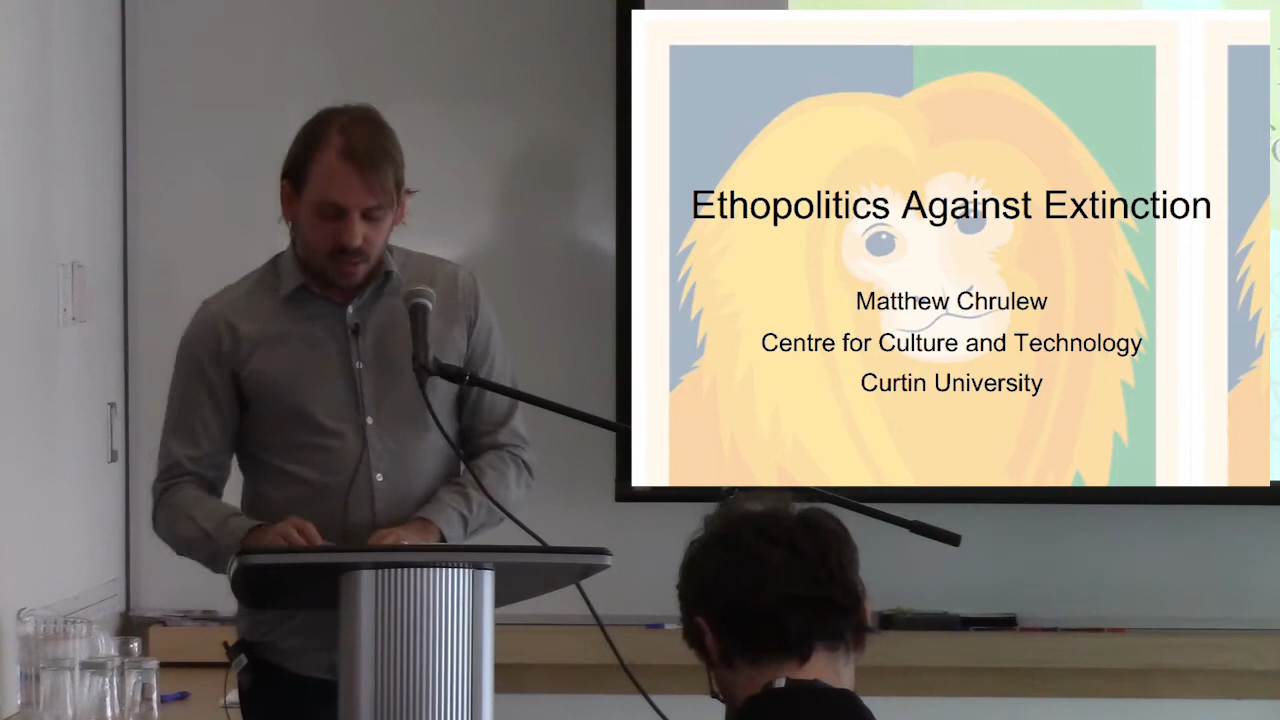 Ethopolitics Against Extinction
Matthew Chrulew
Centre for Culture and Technology
Curtin University